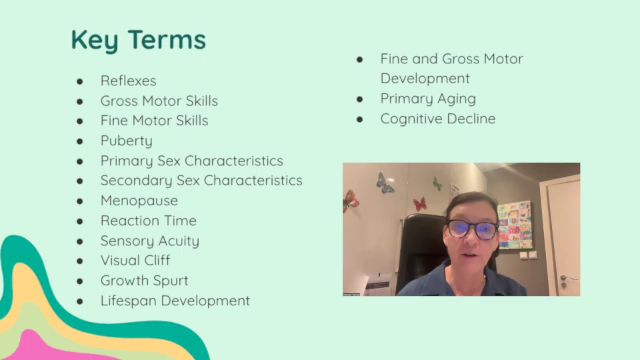 Key Terms
● Reflexes
● Gross Motor Skills
● Fine Motor Skills
● Puberty
● Primary Sex Characteristics
● Secondary Sex Characteristics
● Menopause
● Reaction Time
● Sensory Acuity
● Visual Cliff
● Growth Spurt
● Lifespan Development
● Fine and Gross Motor
Development
● Primary Aging
● Cognitive Decline